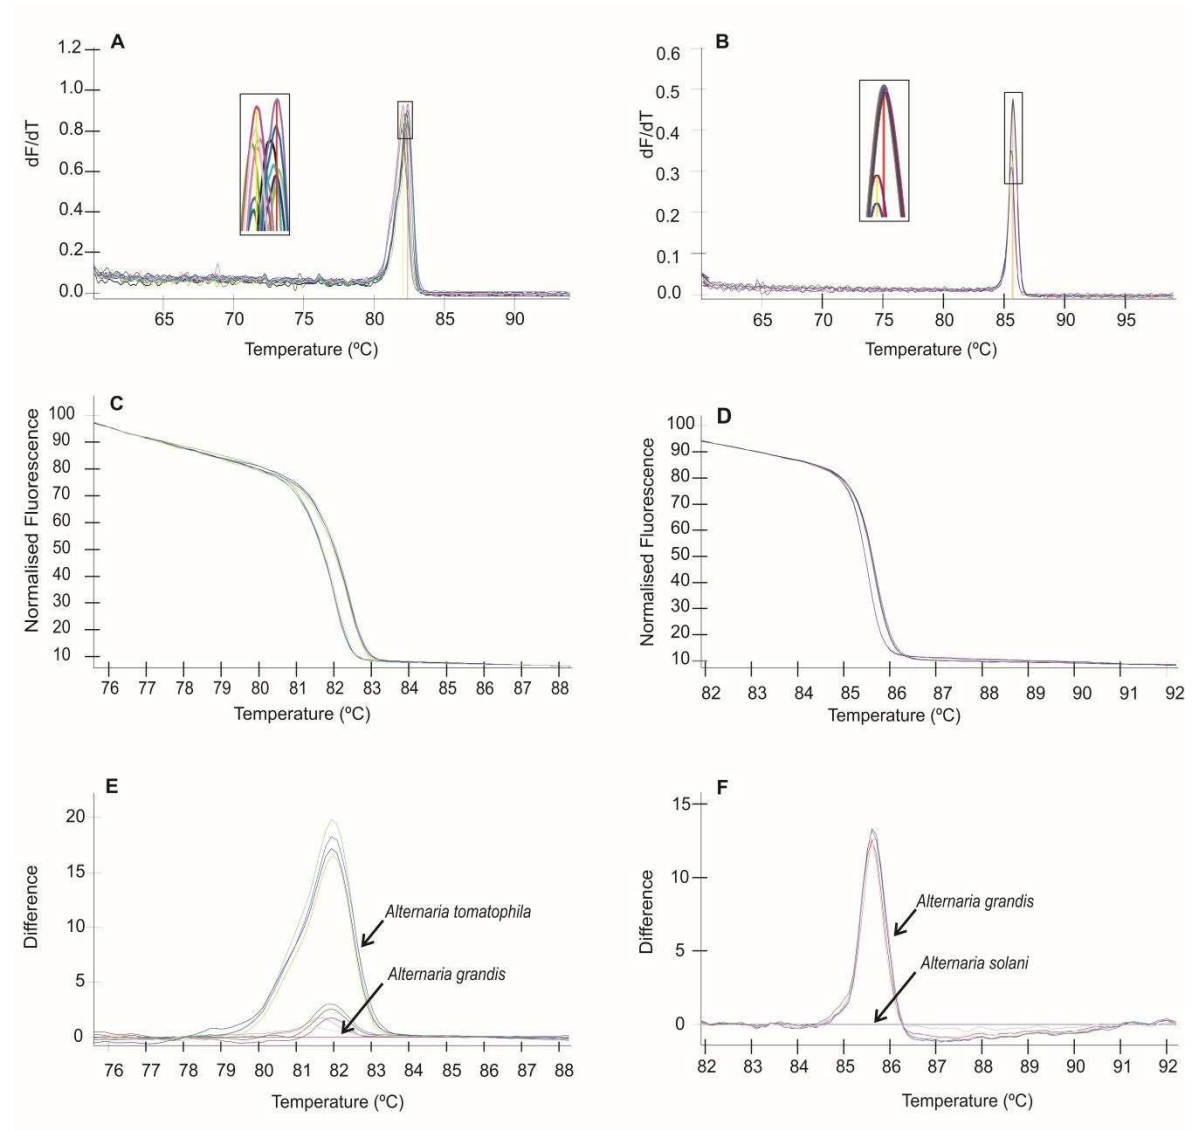 A
1.2
1.0
0.8
0.6
0.4
0.2
0.0
dF/dT
65 70 75 80 85 90
Temperature (ºC)
B
0.6
0.5
0.4
0.3
0.2
0.1
0.0
dF/dT
65 70 75 80 85 90 95
Temperature (ºC)
C
100
90
80
70
60
50
40
30
20
10
Normalised Fluorescence
76 77 78 79 80 81 82 83 84 85 86 87 88
Temperature (ºC)
D
100
90
80
70
60
50
40
30
20
10
Normalised Fluorescence
82 83 84 85 86 87 88 89 90 91 92
Temperature (ºC)
E
20
15
10
5
0
Difference
Alternaria tomatophila
Alternaria grandis
76 77 78 79 80 81 82 83 84 85 86 87 88
Temperature (ºC)
F
15
10
5
0
Difference
Alternaria grandis
Alternaria solani
82 83 84 85 86 87 88 89 90 91 92
Temperature (ºC)